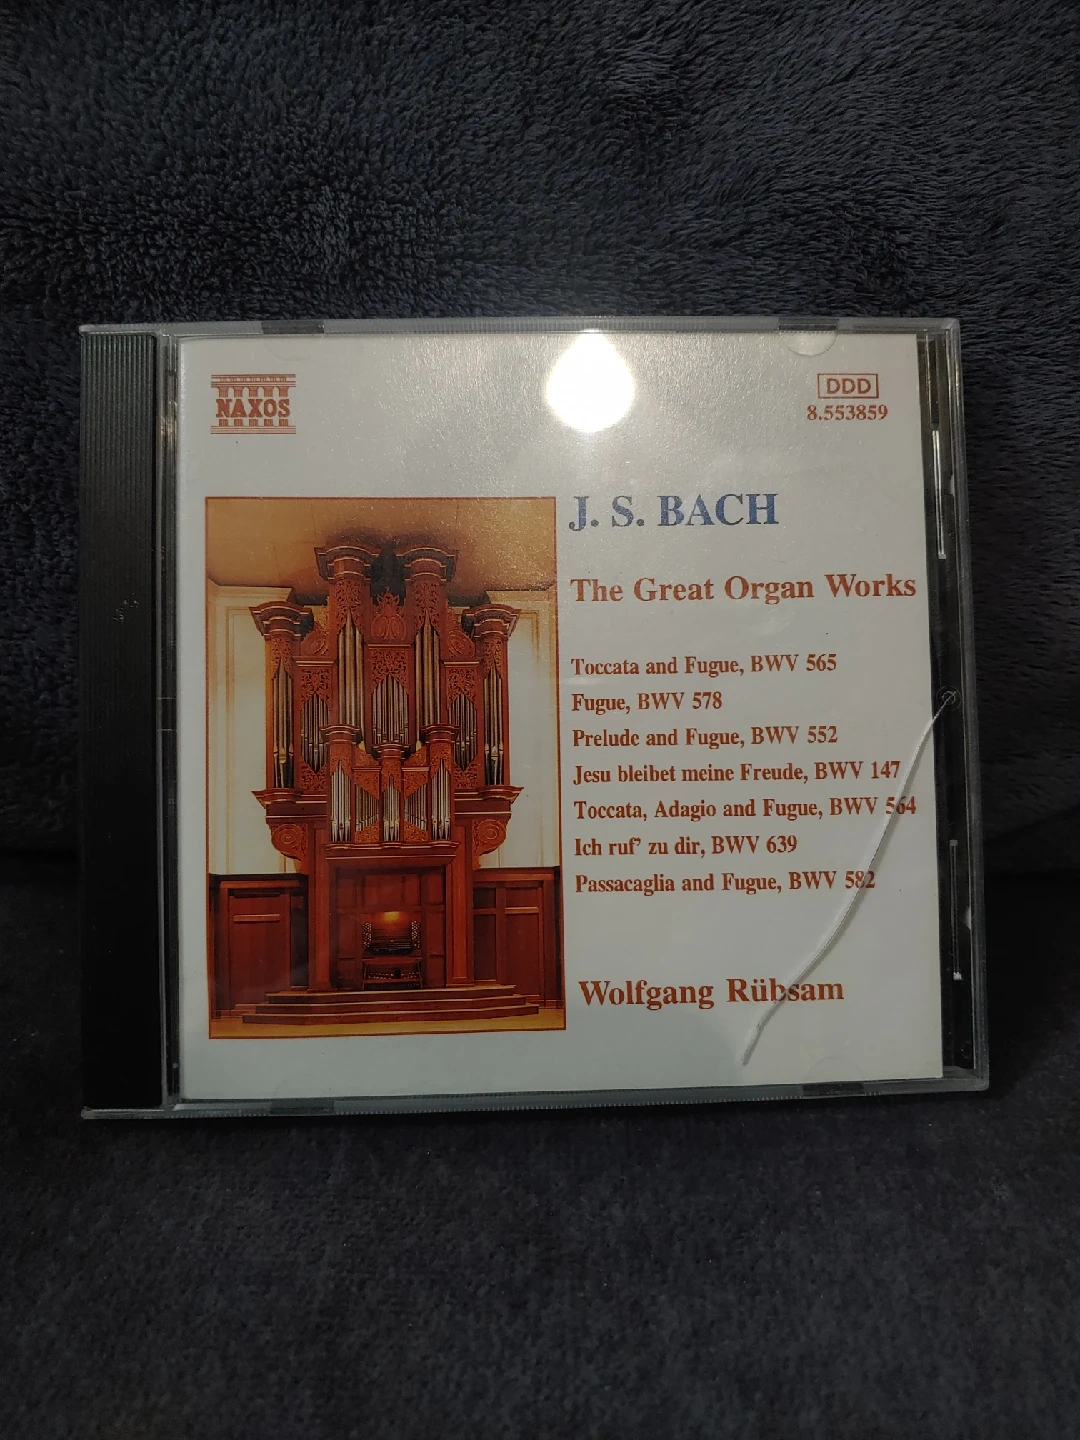 NAXOS
DDD
8.553859
J. S. BACH
The Great Organ Works
Toccata and Fugue, BWV 565
Fugue, BWV 578
Prelude and Fugue, BWV 552
Jesu bleibet meine Freude, BWV 147
Toccata, Adagio and Fugue, BWV 564
Ich ruf' zu dir, BWV 639
Passacaglia and Fugue, BWV 582
Wolfgang Rübsam